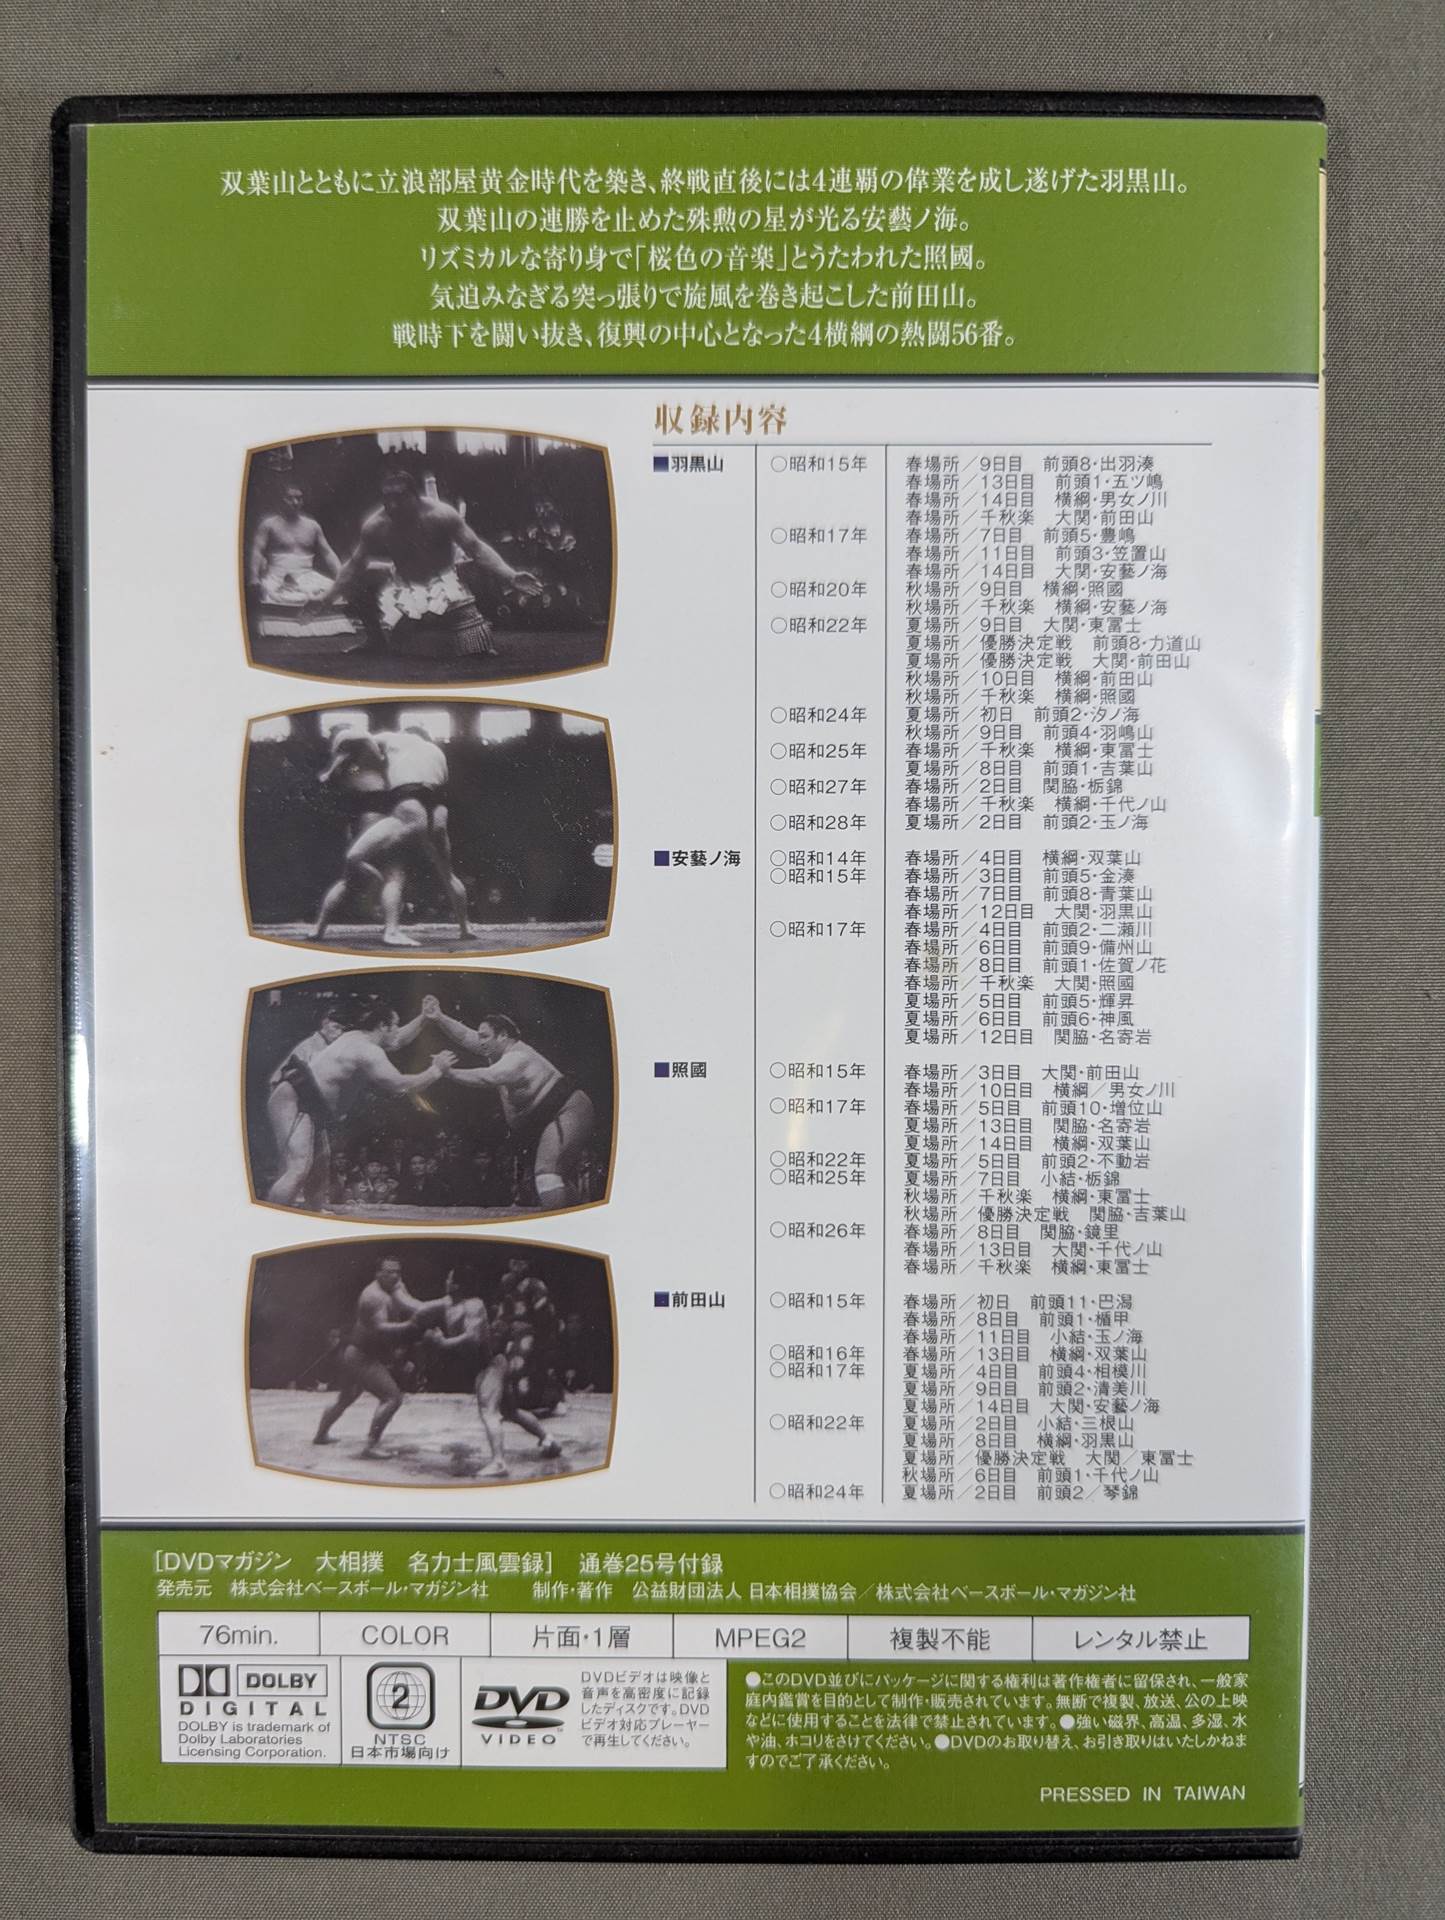 双葉山とともに立浪部屋黄金時代を築き、終戦直後には4連覇の偉業を成し遂げた羽黒山。
双葉山の連勝を止めた殊勲の星が光る安藝ノ海。
リズミカルな寄り身で「桜色の音楽」とうたわれた照國。
気迫みなぎる突っ張りで旋風を巻き起こした前田山。
戦時下を闘い抜き、復興の中心となった4横綱の熱闘56番。
収録内容
■羽黒山 ○昭和15年 春場所／9日目 前頭8・出羽湊
春場所／13日目 前頭1・五ツ嶋
春場所／14日目 横綱・男女ノ川
春場所／千秋楽 大関・前田山
○昭和17年 春場所／7日目 前頭5・豊嶋
春場所／11日目 前頭3・笠置山
春場所／14日目 大関・安藝ノ海
○昭和20年 秋場所／9日目 横綱・照國
秋場所／千秋楽 横綱・安藝ノ海
○昭和22年 夏場所／9日目 大関・東冨士
夏場所／優勝決定戦 前頭8・力道山
夏場所／優勝決定戦 大関・前田山
秋場所／10日目 横綱・前田山
秋場所／千秋楽 横綱・照國
○昭和24年 夏場所／初日 前頭2・汐ノ海
秋場所／9日目 前頭4・羽嶋山
○昭和25年 春場所／千秋楽 横綱・東冨士
夏場所／8日目 前頭1・吉葉山
○昭和27年 春場所／2日目 関脇・栃錦
春場所／千秋楽 横綱・千代ノ山
○昭和28年 夏場所／2日目 前頭2・玉ノ海
■安藝ノ海 ○昭和14年 春場所／4日目 横綱・双葉山
○昭和15年 春場所／3日目 前頭5・金湊
春場所／7日目 前頭8・青葉山
春場所／12日目 大関・羽黒山
○昭和17年 春場所／4日目 前頭2・二瀬川
春場所／6日目 前頭9・備州山
春場所／8日目 前頭1・佐賀ノ花
春場所／千秋楽 大関・照國
夏場所／5日目 前頭5・輝昇
夏場所／6日目 前頭6・神風
夏場所／12日目 関脇・名寄岩
■照國 ○昭和15年 春場所／3日目 大関・前田山
春場所／10日目 横綱／男女ノ川
○昭和17年 春場所／5日目 前頭10・増位山
夏場所／13日目 関脇・名寄岩
夏場所／14日目 横綱・双葉山
○昭和22年 夏場所／5日目 前頭2・不動岩
○昭和25年 夏場所／7日目 小結・栃錦
秋場所／千秋楽 横綱・東冨士
秋場所／優勝決定戦 関脇・吉葉山
○昭和26年 春場所／8日目 関脇・鏡里
春場所／13日目 大関・千代ノ山
春場所／千秋楽 横綱・東冨士
■前田山 ○昭和15年 春場所／初日 前頭11・巴潟
春場所／8日目 前頭1・楯甲
春場所／11日目 小結・玉ノ海
○昭和16年 春場所／13日目 横綱・双葉山
○昭和17年 夏場所／4日目 前頭4・相模川
夏場所／9日目 前頭2・清美川
夏場所／14日目 大関・安藝ノ海
○昭和22年 夏場所／2日目 小結・三根山
夏場所／8日目 横綱・羽黒山
夏場所／優勝決定戦 大関／東冨士
秋場所／6日目 前頭1・千代ノ山
○昭和24年 夏場所／2日目 前頭2／琴錦
[DVDマガジン 大相撲 名力士風雲録] 通巻25号付録
発売元 株式会社ベースボール・マガジン社 制作・著作 公益財団法人 日本相撲協会／株式会社ベースボール・マガジン社
76min. COLOR 片面・1層 MPEG2 複製不能 レンタル禁止
DOLBY
DIGITAL
DOLBY is trademark of
Dolby Laboratories
Licensing Corporation.
2
NTSC
日本市場向け
DVD
VIDEO
DVDビデオは映像と
音声を高密度に記録
したディスクです。DVD
ビデオ対応プレーヤー
で再生してください。
●このDVD並びにパッケージに関する権利は著作権者に留保され、一般家
庭内鑑賞を目的として制作・販売されています。無断で複製、放送、公の上映
などに使用することを法律で禁止されています。●強い磁界、高温、多湿、水
や油、ホコリをさけてください。●DVDのお取り替え、お引き取りはいたしかねま
すのでご了承ください。
PRESSED IN TAIWAN